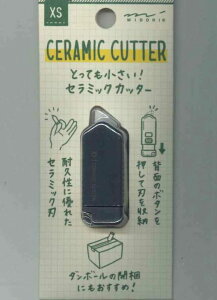 XS
MIDORI
CERAMIC CUTTER
とっても小さい！
セラミックカッター
背面のボタンを
押して刃を収納
耐久性に優れた
セラミック刃
ダンボールの開梱
にもおすすめ！